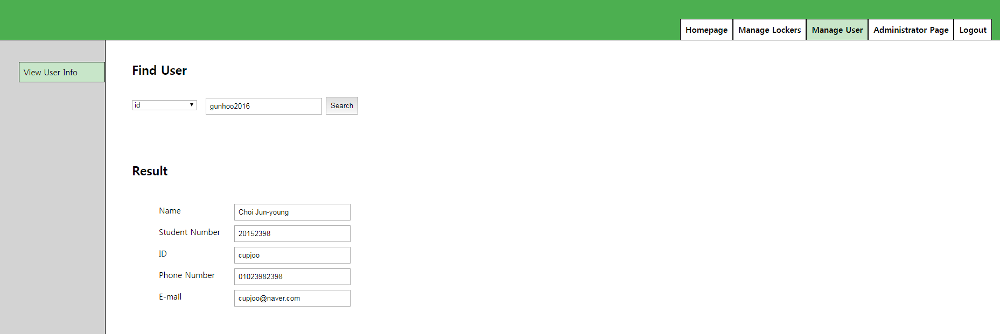 Homepage Manage Lockers Manage User Administrator Page Logout
View User Info
Find User
id gunhoo2016 Search
Result
Name Choi Jun-young
Student Number 20152398
ID cupjoo
Phone Number 01023982398
E-mail cupjoo@naver.com